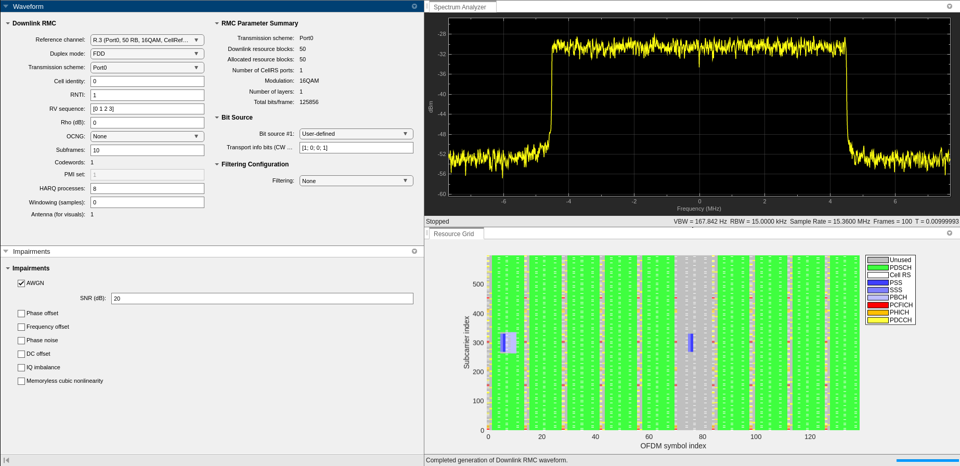 Waveform
Downlink RMC
Reference channel: R.3 (Port0, 50 RB, 16QAM, CellRef...
Duplex mode: FDD
Transmission scheme: Port0
Cell identity: 0
RNTI: 1
RV sequence: [0 1 2 3]
Rho (dB): 0
OCNG: None
Subframes: 10
Codewords: 1
PMI set: 1
HARQ processes: 8
Windowing (samples): 0
Antenna (for visuals): 1
RMC Parameter Summary
Transmission scheme: Port0
Downlink resource blocks: 50
Allocated resource blocks: 50
Number of CellRS ports: 1
Modulation: 16QAM
Number of layers: 1
Total bits/frame: 125856
Bit Source
Bit source #1: User-defined
Transport info bits (CW ... [1; 0; 0; 1]
Filtering Configuration
Filtering: None
Impairments
Impairments
AWGN
SNR (dB): 20
Phase offset
Frequency offset
Phase noise
DC offset
IQ imbalance
Memoryless cubic nonlinearity
Spectrum Analyzer
dBm
-28
-32
-36
-40
-44
-48
-52
-56
-60
-6 -4 -2 0 2 4 6
Frequency (MHz)
Stopped VBW = 167.842 Hz RBW = 15.0000 kHz Sample Rate = 15.3600 MHz Frames = 100 T = 0.00999993
Resource Grid
Subcarrier index
500
400
300
200
100
0
0 20 40 60 80 100 120
OFDM symbol index
Unused
PDSCH
Cell RS
PSS
SSS
PBCH
PCFICH
PHICH
PDCCH
Completed generation of Downlink RMC waveform.